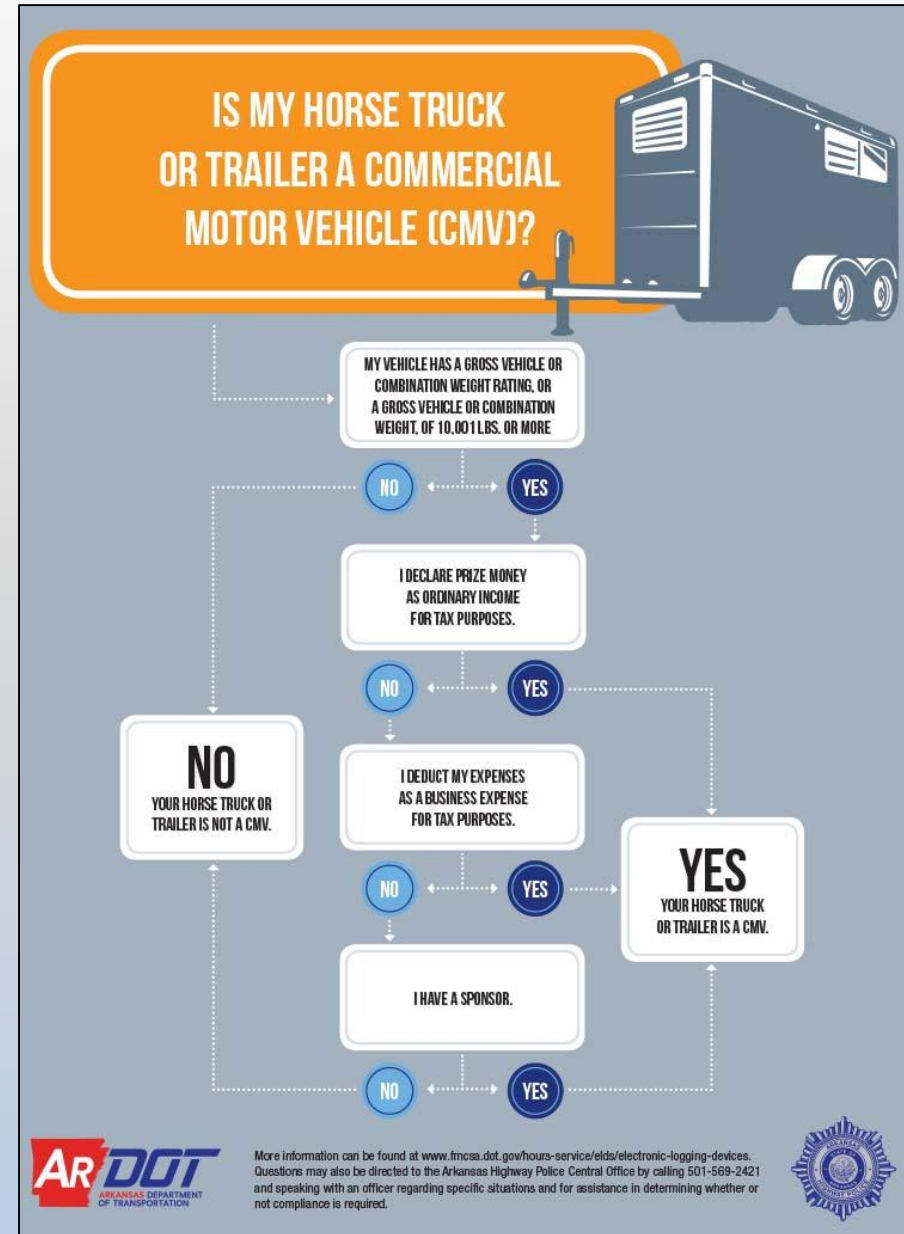 IS MY HORSE TRUCK
OR TRAILER A COMMERCIAL
MOTOR VEHICLE (CMV)?
MY VEHICLE HAS A GROSS VEHICLE OR
COMBINATION WEIGHT RATING, OR
A GROSS VEHICLE OR COMBINATION
WEIGHT, OF 10,001 LBS. OR MORE
NO
YES
I DECLARE PRIZE MONEY
AS ORDINARY INCOME
FOR TAX PURPOSES.
NO
YES
NO
YOUR HORSE TRUCK OR
TRAILER IS NOT A CMV.
I DEDUCT MY EXPENSES
AS A BUSINESS EXPENSE
FOR TAX PURPOSES.
NO
YES
YES
YOUR HORSE TRUCK
OR TRAILER IS A CMV.
I HAVE A SPONSOR.
NO
YES
ARDOT
ARKANSAS DEPARTMENT
OF TRANSPORTATION
More information can be found at www.fmcsa.dot.gov/hours-service/elds/electronic-logging-devices.
Questions may also be directed to the Arkansas Highway Police Central Office by calling 501-569-2421
and speaking with an officer regarding specific situations and for assistance in determining whether or
not compliance is required.
ARKANSAS
HIGHWAY POLICE